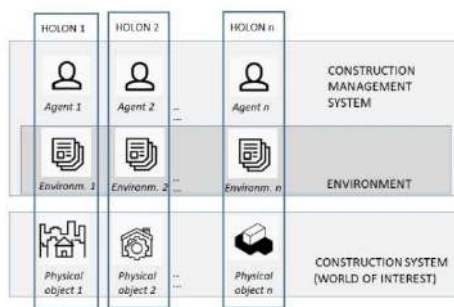 HOLON 1 HOLON 2 HOLON n
CONSTRUCTION
MANAGEMENT
SYSTEM
Agent 1 Agent 2 .. Agent n
...
Environm. 1 Environm. 2 .. Environm. n
...
ENVIRONMENT
CONSTRUCTION SYSTEM
(WORLD OF INTEREST)
Physical Physical .. Physical
object 1 object 2 ... object n